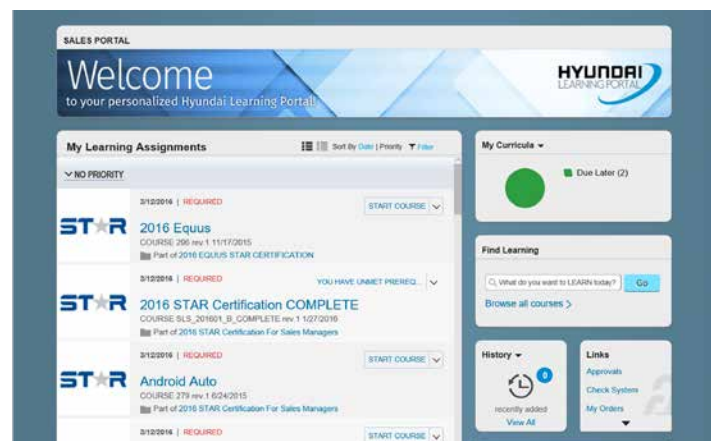 SALES PORTAL
Welcome
to your personalized Hyundai Learning Portal!
HYUNDAI
LEARNING PORTAL
My Learning Assignments
Sort By Date | Priority Filter
NO PRIORITY
3/12/2016 | REQUIRED
START COURSE
STAR
2016 Equus
COURSE 296 rev.1 11/17/2015
Part of 2016 EQUUS STAR CERTIFICATION
3/12/2016 | REQUIRED
YOU HAVE UNMET PREREQ...
STAR
2016 STAR Certification COMPLETE
COURSE SLS_201601_B_COMPLETE rev.1 1/27/2016
Part of 2016 STAR Certification For Sales Managers
3/12/2016 | REQUIRED
START COURSE
STAR
Android Auto
COURSE 279 rev.1 6/24/2015
Part of 2016 STAR Certification For Sales Managers
3/12/2016 | REQUIRED
START COURSE
My Curricula
Due Later (2)
Find Learning
What do you want to LEARN today?
Go
Browse all courses >
History
0
recently added
View All
Links
Approvals
Check System
My Orders